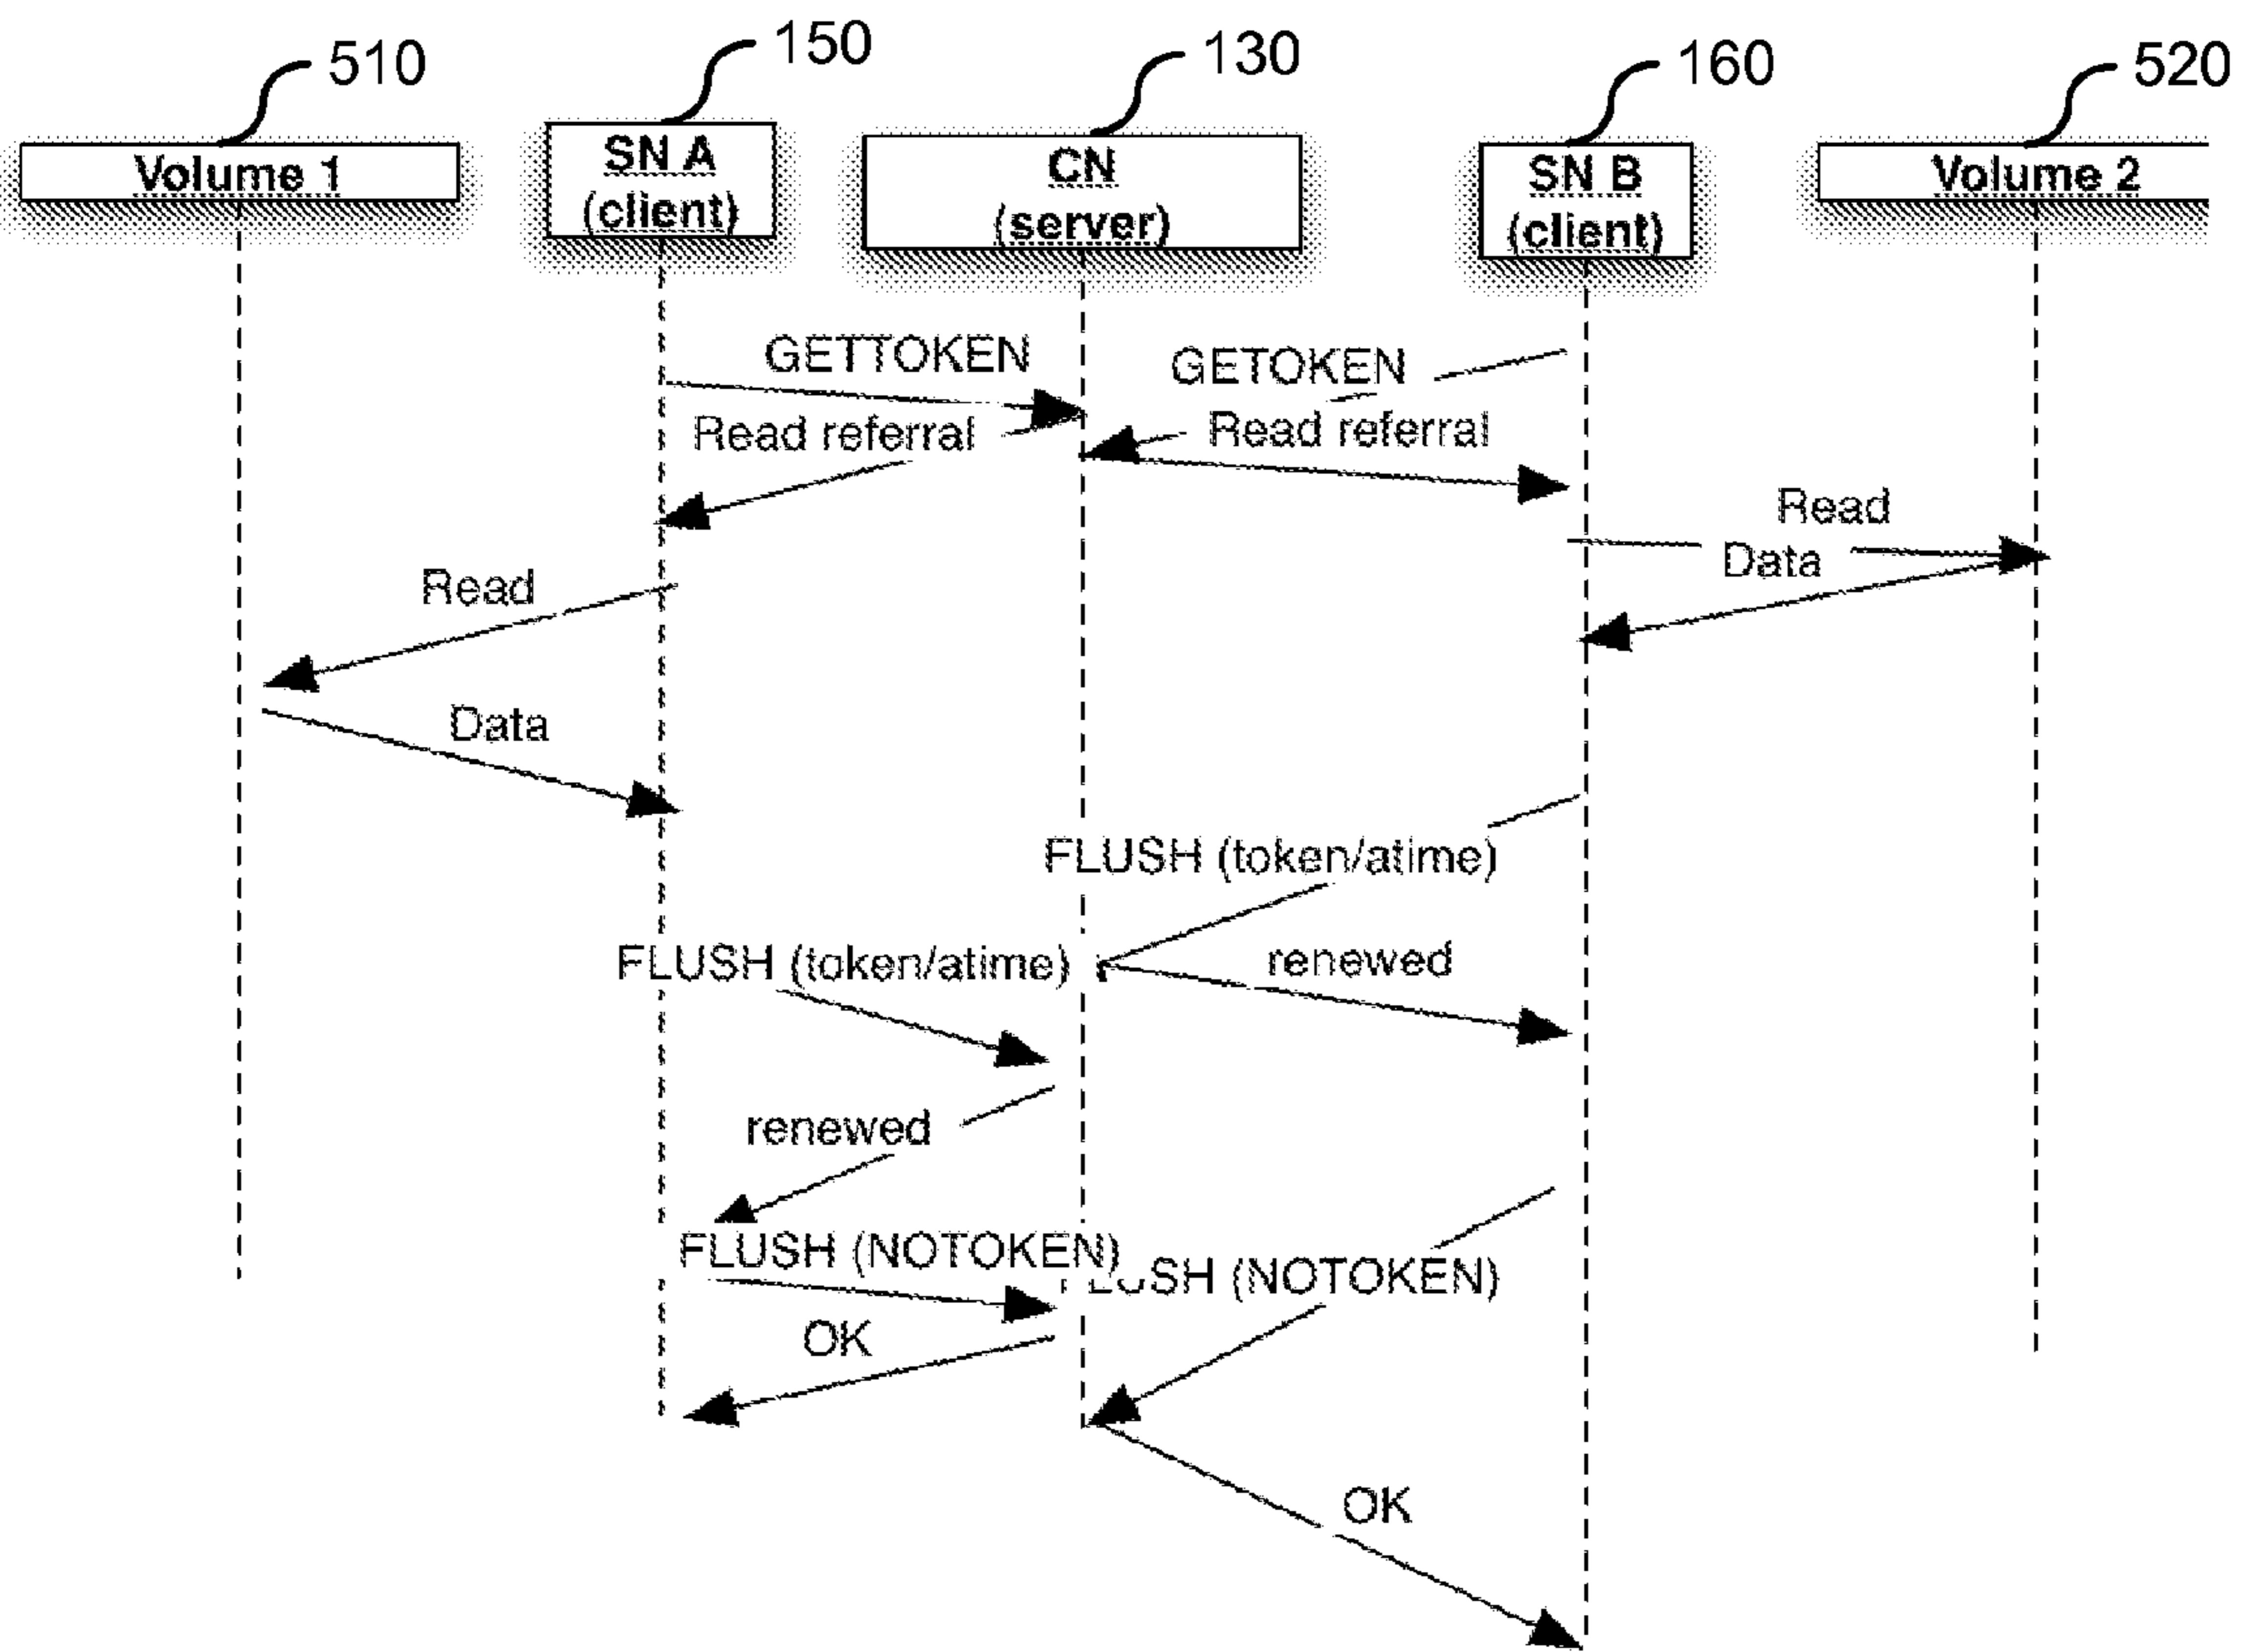 510
150
130
160
520
Volume 1
SN A
(client)
CN
(server)
SN B
(client)
Volume 2
GETTOKEN
GETOKEN
Read referral
Read referral
Read
Data
Read
Data
FLUSH (token/atime)
FLUSH (token/atime)
renewed
renewed
FLUSH (NOTOKEN)
FLUSH (NOTOKEN)
OK
OK